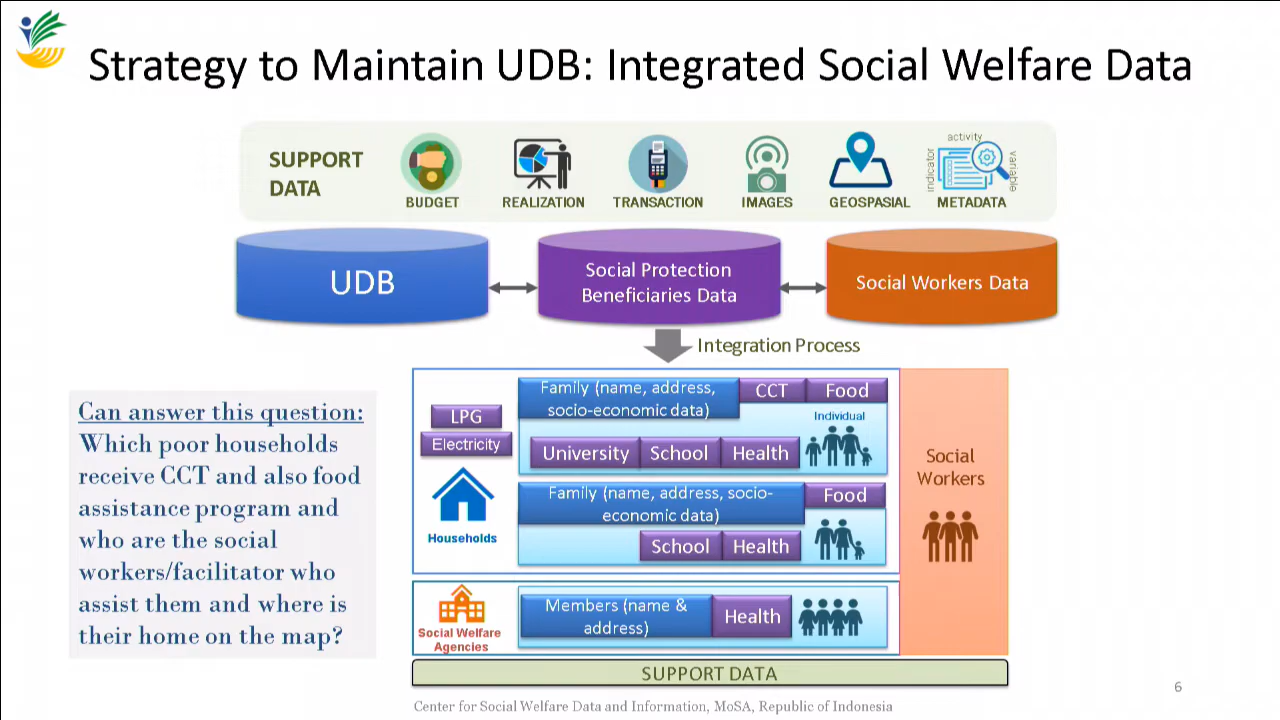 Strategy to Maintain UDB: Integrated Social Welfare Data
SUPPORT
DATA
BUDGET
REALIZATION
TRANSACTION
IMAGES
GEOSPASIAL
activity
indicator
variable
METADATA
UDB
Social Protection
Beneficiaries Data
Social Workers Data
Integration Process
Can answer this question:
Which poor households
receive CCT and also food
assistance program and
who are the social
workers/facilitator who
assist them and where is
their home on the map?
LPG
Electricity
Households
Family (name, address,
socio-economic data)
CCT
Food
Individual
University
School
Health
Family (name, address, socio-
economic data)
Food
School
Health
Social Welfare
Agencies
Members (name &
address)
Health
Social
Workers
SUPPORT DATA
Center for Social Welfare Data and Information, MoSA, Republic of Indonesia
6